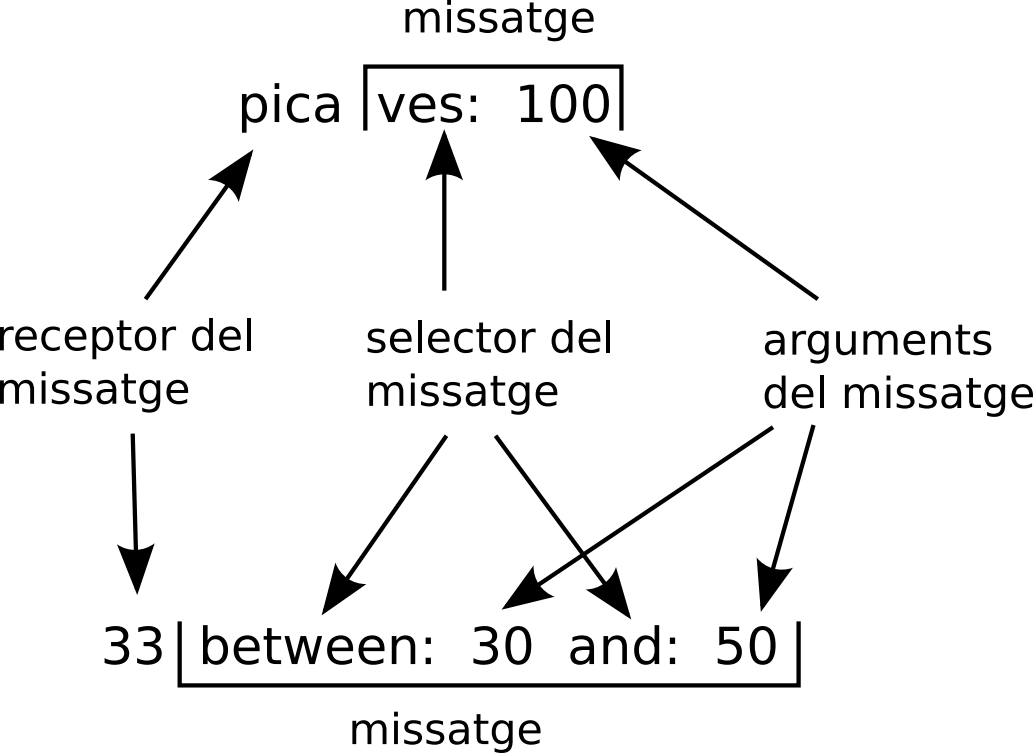 missatge
pica ves: 100
receptor del
missatge
selector del
missatge
arguments
del missatge
33 between: 30 and: 50
missatge